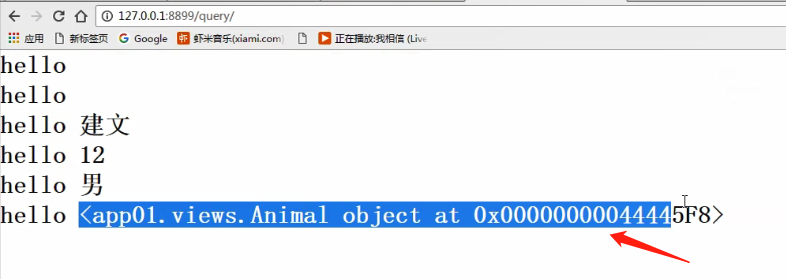 127.0.0.1:8899/query/
应用 新标签页 Google 虾米音乐(xiami.com) 正在播放:我相信 (Live
hello
hello
hello 建文
hello 12
hello 男
hello <app01.views.Animal object at 0x00000000044445F8>